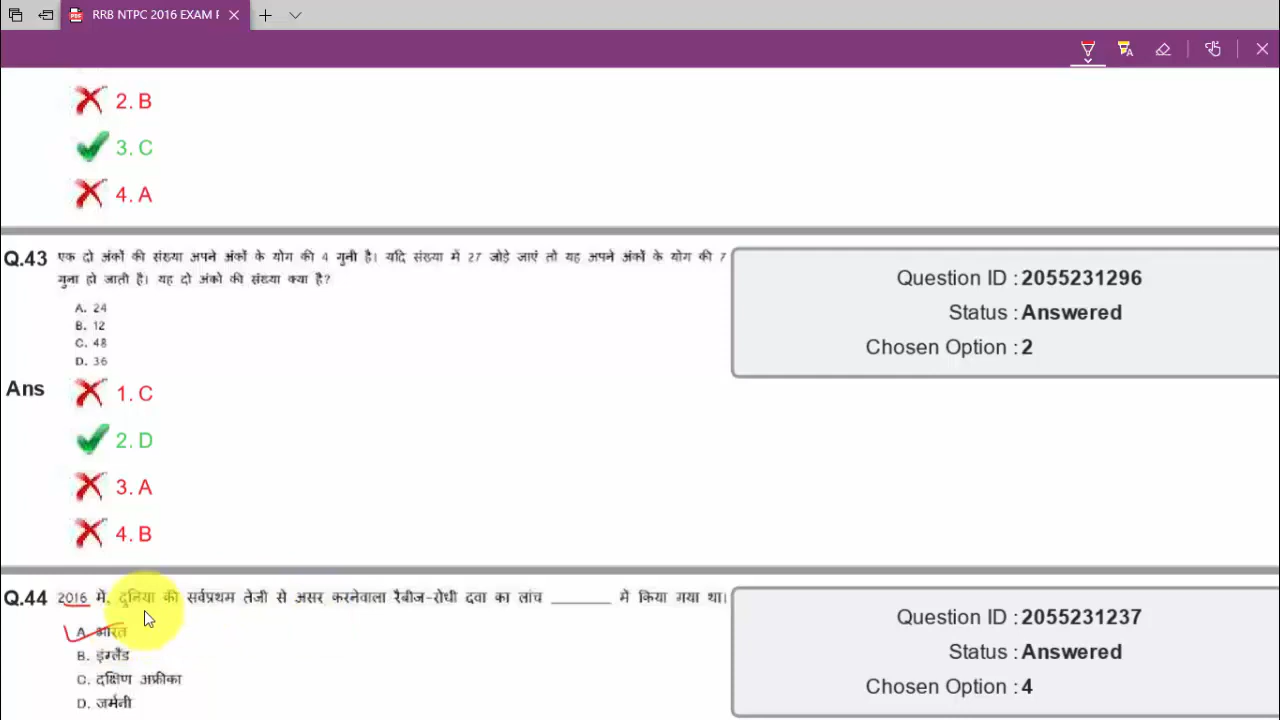 RRB NTPC 2016 EXAM P
2. B
3. C
4. A
Q.43 एक दो अंकों की संख्या अपने अंकों के योग की 4 गुनी है। यदि संख्या में 27 जोड़े जाएं तो यह अपने अंकों के योग की 7
गुना हो जाती है। यह दो अंको की संख्या क्या है?
A. 24
B. 12
C. 48
D. 36
Question ID : 2055231296
Status : Answered
Chosen Option : 2
Ans
1. C
2. D
3. A
4. B
Q.44 2016 में, दुनिया की सर्वप्रथम तेजी से असर करनेवाला रैबीज-रोधी दवा का लांच ________ में किया गया था।
A. भारत
B. इंग्लैंड
C. दक्षिण अफ्रीका
D. जर्मनी
Question ID : 2055231237
Status : Answered
Chosen Option : 4